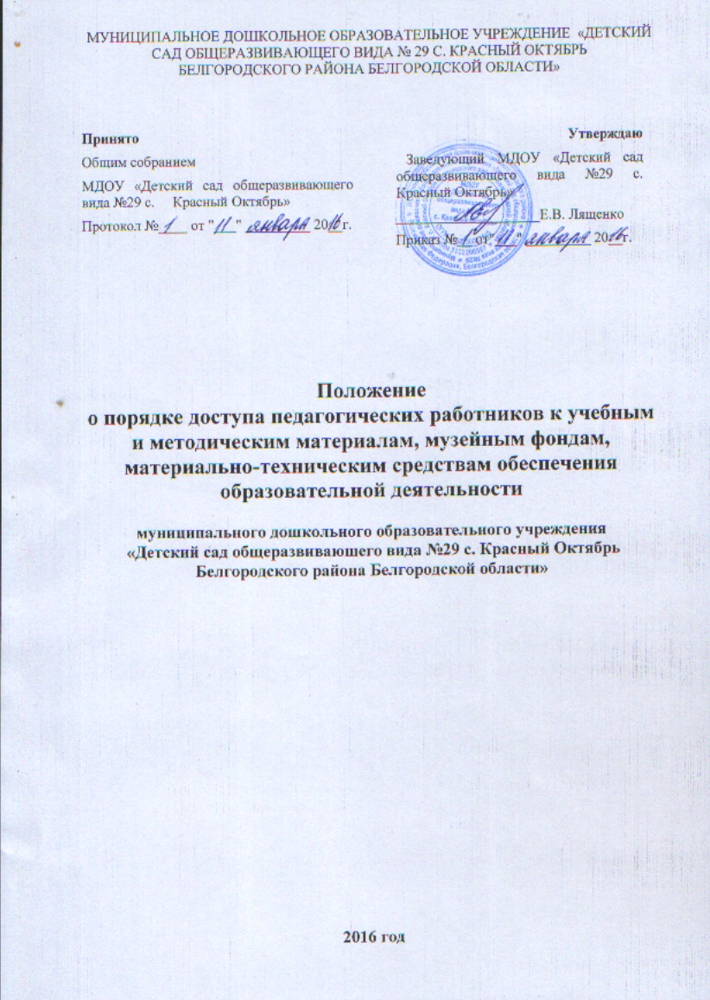 МУНИЦИПАЛЬНОЕ ДОШКОЛЬНОЕ ОБРАЗОВАТЕЛЬНОЕ УЧРЕЖДЕНИЕ «ДЕТСКИЙ
САД ОБЩЕРАЗВИВАЮЩЕГО ВИДА № 29 С. КРАСНЫЙ ОКТЯБРЬ
БЕЛГОРОДСКОГО РАЙОНА БЕЛГОРОДСКОЙ ОБЛАСТИ»
Принято
Общим собранием
МДОУ «Детский сад общеразвивающего
вида №29 с. Красный Октябрь»
Протокол № 1 от "11" января 2016 г.
Утверждаю
Заведующий МДОУ «Детский сад
общеразвивающего вида №29 с.
Красный Октябрь»
Е.В. Лященко
Приказ № 1 от "11" января 2016 г.
Положение
о порядке доступа педагогических работников к учебным
и методическим материалам, музейным фондам,
материально-техническим средствам обеспечения
образовательной деятельности
муниципального дошкольного образовательного учреждения
«Детский сад общеразвивающего вида №29 с. Красный Октябрь
Белгородского района Белгородской области»
2016 год